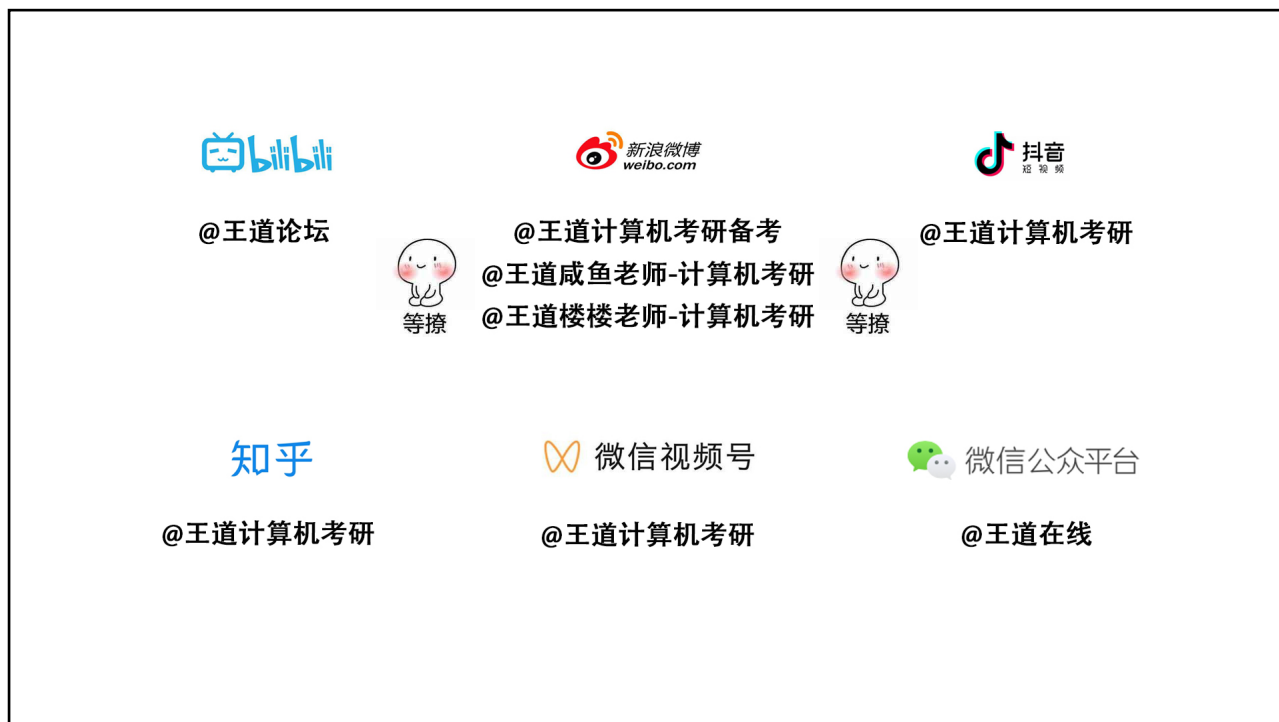 bilibili
新浪微博
weibo.com
抖音
短视频
@王道论坛
@王道计算机考研备考
@王道咸鱼老师-计算机考研
@王道楼楼老师-计算机考研
@王道计算机考研
等撩
等撩
知乎
微信视频号
微信公众平台
@王道计算机考研
@王道计算机考研
@王道在线